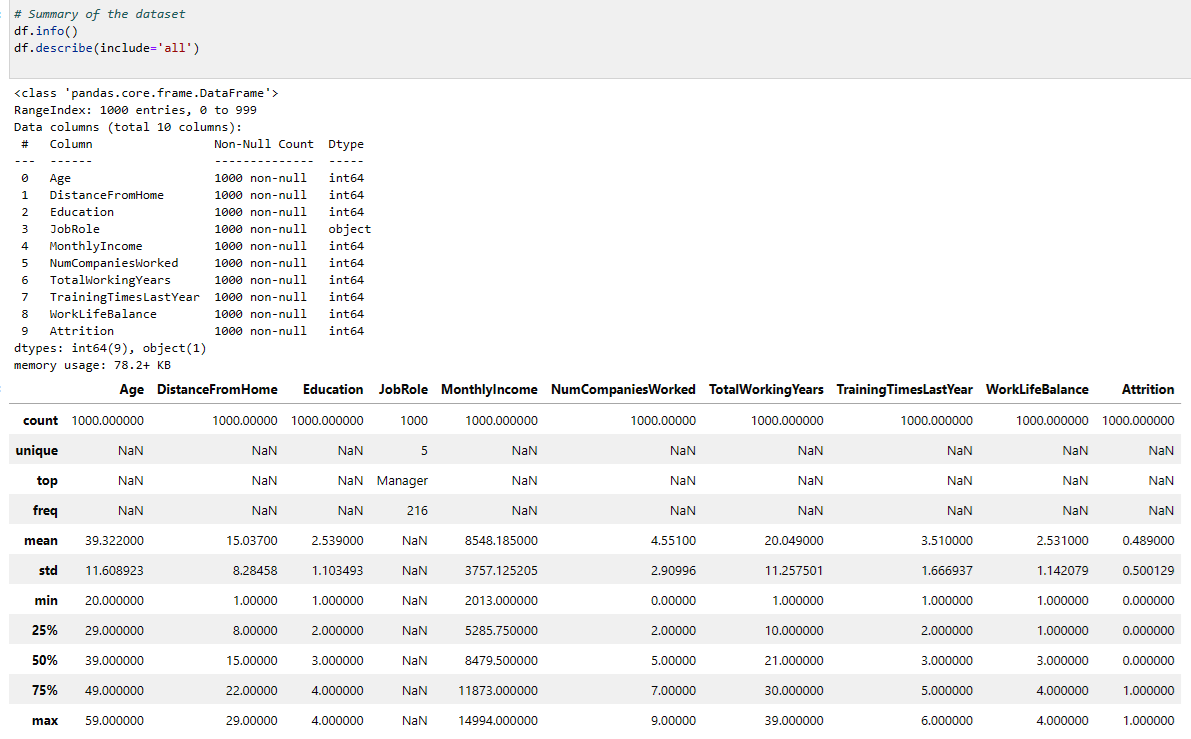 # Summary of the dataset
df.info()
df.describe(include='all')
<class 'pandas.core.frame.DataFrame'>
RangeIndex: 1000 entries, 0 to 999
Data columns (total 10 columns):
 #   Column                 Non-Null Count  Dtype
---  ------                 --------------  -----
 0   Age                    1000 non-null   int64
 1   DistanceFromHome       1000 non-null   int64
 2   Education              1000 non-null   int64
 3   JobRole                1000 non-null   object
 4   MonthlyIncome          1000 non-null   int64
 5   NumCompaniesWorked     1000 non-null   int64
 6   TotalWorkingYears      1000 non-null   int64
 7   TrainingTimesLastYear  1000 non-null   int64
 8   WorkLifeBalance        1000 non-null   int64
 9   Attrition              1000 non-null   int64
dtypes: int64(9), object(1)
memory usage: 78.2+ KB
Age DistanceFromHome Education JobRole MonthlyIncome NumCompaniesWorked TotalWorkingYears TrainingTimesLastYear WorkLifeBalance Attrition
count 1000.000000 1000.00000 1000.000000 1000 1000.000000 1000.00000 1000.000000 1000.000000 1000.000000 1000.000000
unique NaN NaN NaN 5 NaN NaN NaN NaN NaN NaN
top NaN NaN NaN Manager NaN NaN NaN NaN NaN NaN
freq NaN NaN NaN 216 NaN NaN NaN NaN NaN NaN
mean 39.322000 15.03700 2.539000 NaN 8548.185000 4.55100 20.049000 3.510000 2.531000 0.489000
std 11.608923 8.28458 1.103493 NaN 3757.125205 2.90996 11.257501 1.666937 1.142079 0.500129
min 20.000000 1.00000 1.000000 NaN 2013.000000 0.00000 1.000000 1.000000 1.000000 0.000000
25% 29.000000 8.00000 2.000000 NaN 5285.750000 2.00000 10.000000 2.000000 1.000000 0.000000
50% 39.000000 15.00000 3.000000 NaN 8479.500000 5.00000 21.000000 3.000000 3.000000 0.000000
75% 49.000000 22.00000 4.000000 NaN 11873.000000 7.00000 30.000000 5.000000 4.000000 1.000000
max 59.000000 29.00000 4.000000 NaN 14994.000000 9.00000 39.000000 6.000000 4.000000 1.000000